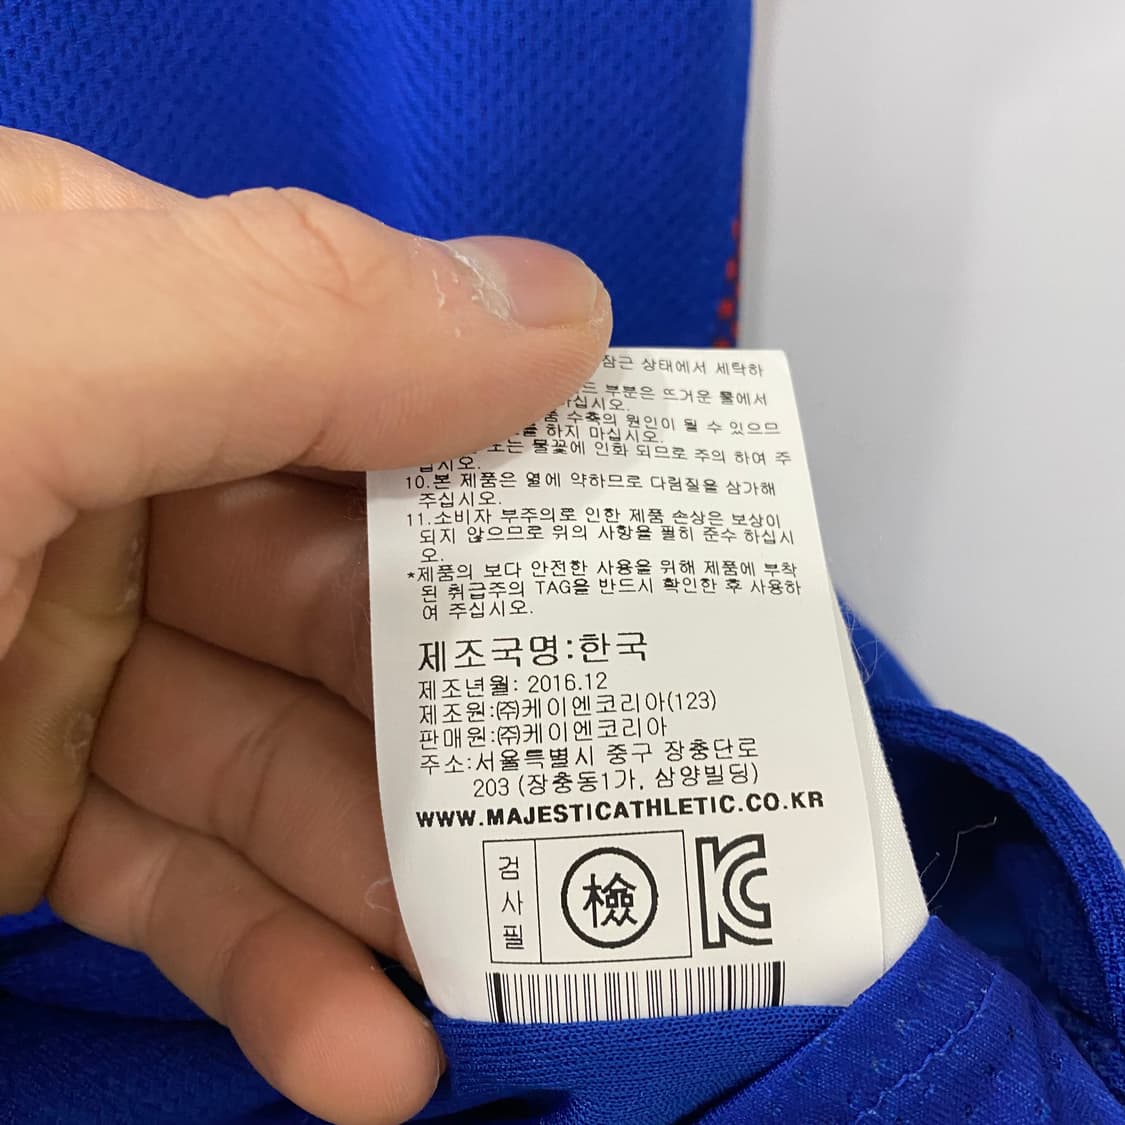 잠근 상태에서 세탁하
부분은 뜨거운 물에서
마십시오.
수축의 원인이 될 수 있으므
를 하지 마십시오.
또는 불꽃에 인화 되므로 주의 하여 주
십시오.
10.본 제품은 열에 약하므로 다림질을 삼가해
주십시오.
11.소비자 부주의로 인한 제품 손상은 보상이
되지 않으므로 위의 사항을 필히 준수 하십시
오.
*제품의 보다 안전한 사용을 위해 제품에 부착
된 취급주의 TAG을 반드시 확인한 후 사용하
여 주십시오.
제조국명:한국
제조년월: 2016.12
제조원:㈜케이엔코리아(123)
판매원:㈜케이엔코리아
주소:서울특별시 중구 장충단로
203 (장충동1가, 삼양빌딩)
WWW.MAJESTICATHLETIC.CO.KR
검사필
檢
KC